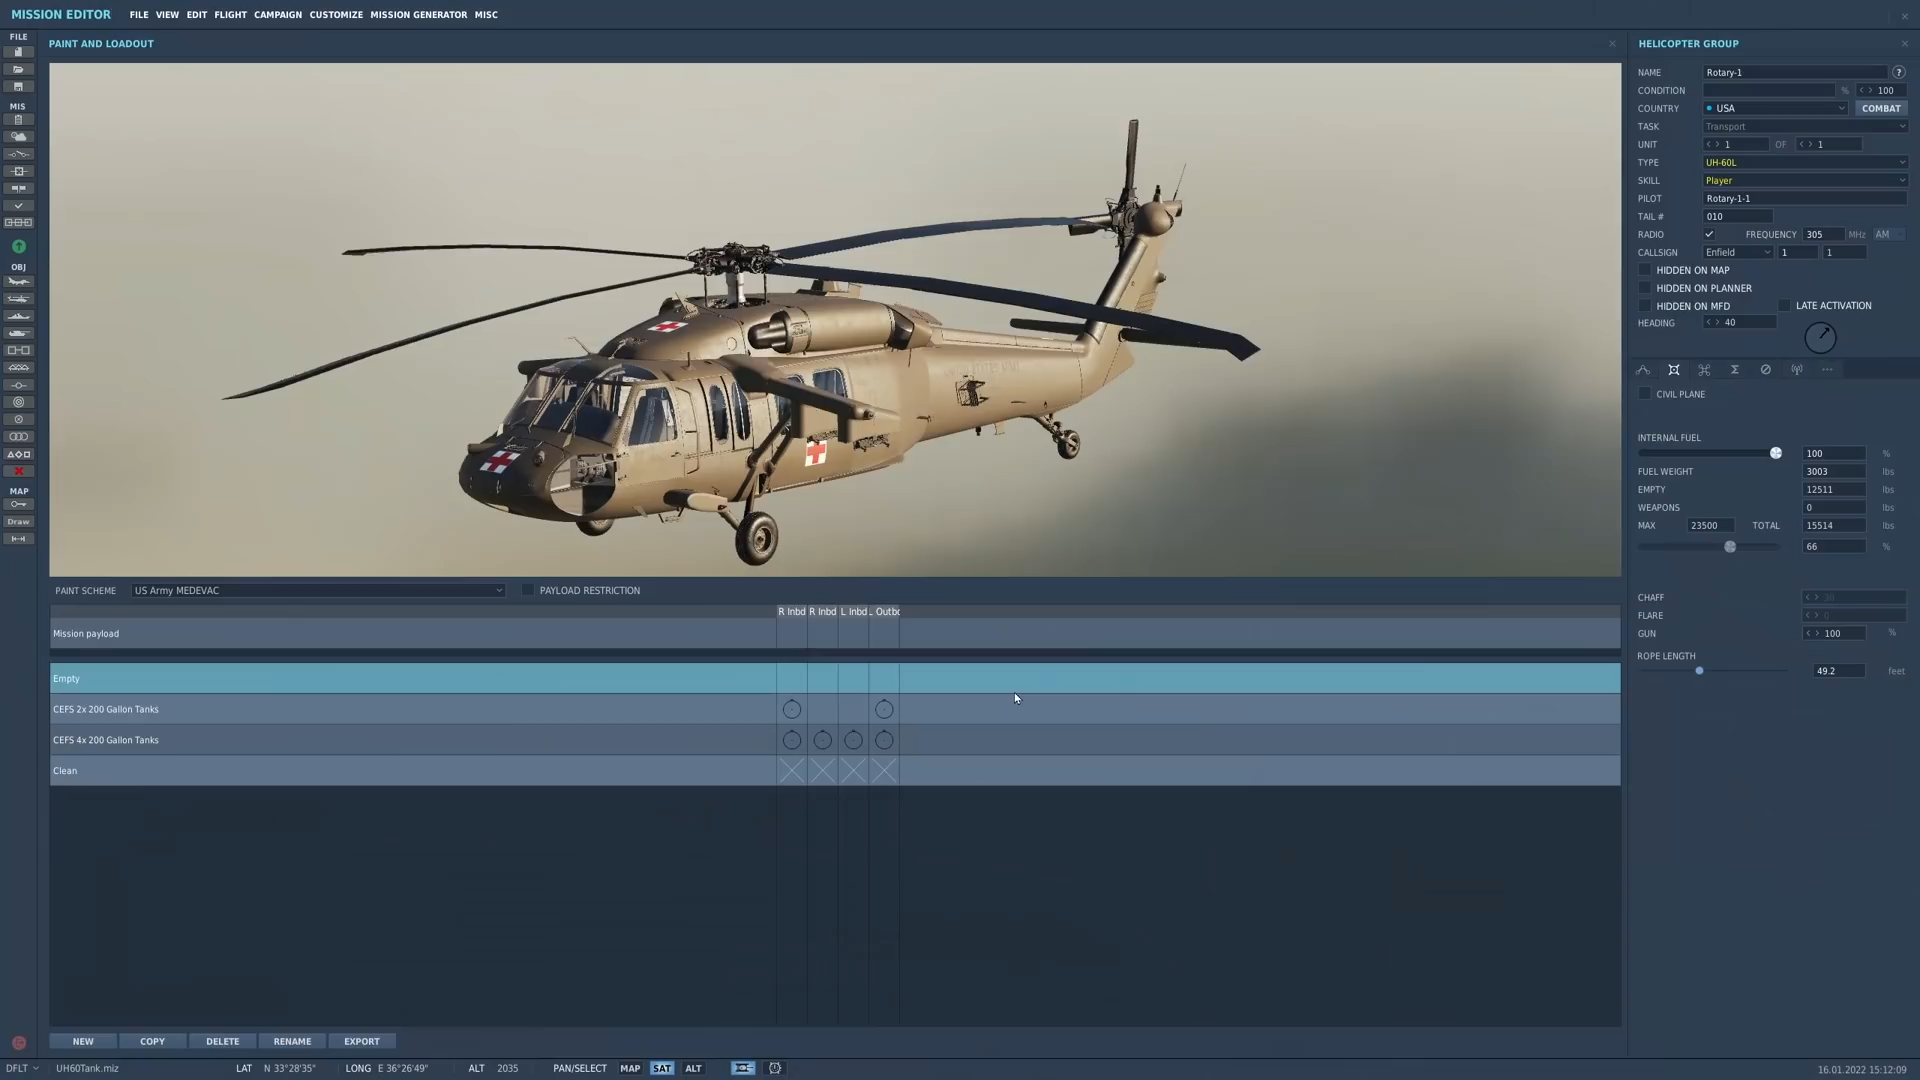 MISSION EDITOR FILE VIEW EDIT FLIGHT CAMPAIGN CUSTOMIZE MISSION GENERATOR MISC
FILE
MIS
OBJ
MAP
Draw
PAINT AND LOADOUT
PAINT SCHEME US Army MEDEVAC PAYLOAD RESTRICTION
R Inbd R Inbd L Inbd . Outbc
Mission payload
Empty
CEFS 2x 200 Gallon Tanks
CEFS 4x 200 Gallon Tanks
Clean
NEW COPY DELETE RENAME EXPORT
HELICOPTER GROUP
NAME Rotary-1 ?
CONDITION % < > 100
COUNTRY USA COMBAT
TASK Transport
UNIT < > 1 OF < > 1
TYPE UH-60L
SKILL Player
PILOT Rotary-1-1
TAIL # 010
RADIO FREQUENCY 305 MHz AM
CALLSIGN Enfield 1 1
HIDDEN ON MAP
HIDDEN ON PLANNER
HIDDEN ON MFD LATE ACTIVATION
HEADING < > 40
CIVIL PLANE
INTERNAL FUEL
100 %
FUEL WEIGHT 3003 lbs
EMPTY 12511 lbs
WEAPONS 0 lbs
MAX 23500 TOTAL 15514 lbs
66 %
CHAFF < > 30
FLARE < > 0
GUN < > 100 %
ROPE LENGTH
49.2 feet
DFLT UH60Tank.miz LAT N 33°28'35" LONG E 36°26'49" ALT 2035 PAN/SELECT MAP SAT ALT 16.01.2022 15:12:09